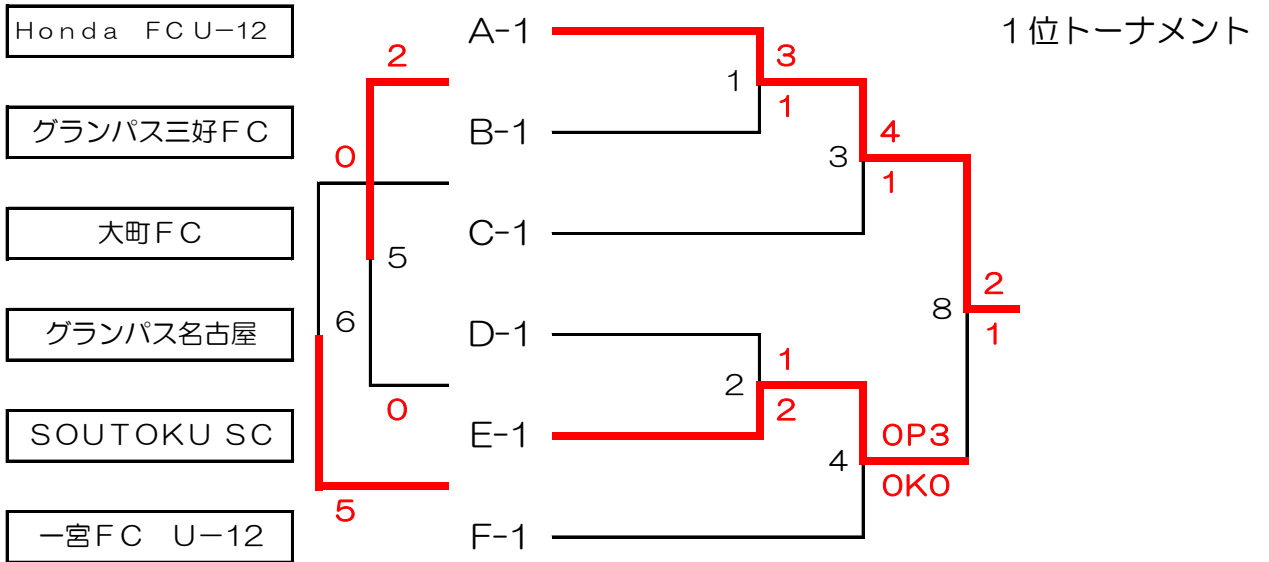 Honda　FC U−12
A-1
１位トーナメント
2
3
1
1
グランパス三好ＦＣ
B-1
0
4
3
1
大町ＦＣ
C-1
5
2
8
1
グランパス名古屋
6
D-1
1
2
2
0
SOUTOKU SC
E-1
0P3
4
0K0
5
一宮ＦＣ　U−12
F-1